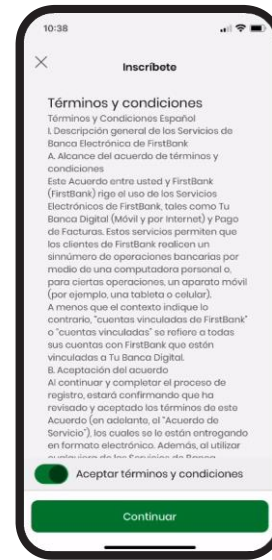 10:38
Inscríbete
Términos y condiciones
Términos y Condiciones Español
I. Descripción general de los Servicios de
Banca Electrónica de FirstBank
A. Alcance del acuerdo de términos y
condiciones
Este Acuerdo entre usted y FirstBank
(FirstBank) rige el uso de los Servicios
Electrónicos de FirstBank, tales como Tu
Banca Digital (Móvil y por Internet) y Pago
de Facturas. Estos servicios permiten que
los clientes de FirstBank realicen un
sinnúmero de operaciones bancarias por
medio de una computadora personal o,
para ciertas operaciones, un aparato móvil
(por ejemplo, una tableta o celular).
A menos que el contexto indique lo
contrario, "cuentas vinculadas de FirstBank"
o "cuentas vinculadas" se refiere a todas
sus cuentas con FirstBank que estén
vinculadas a Tu Banca Digital.
B. Aceptación del acuerdo
Al continuar y completar el proceso de
registro, estará confirmando que ha
revisado y aceptado los términos de este
Acuerdo (en adelante, el "Acuerdo de
Servicio"), los cuales se le están entregando
en formato electrónico. Además, al utilizar
cualquiera de los Servicios de Banca
Aceptar términos y condiciones
Continuar